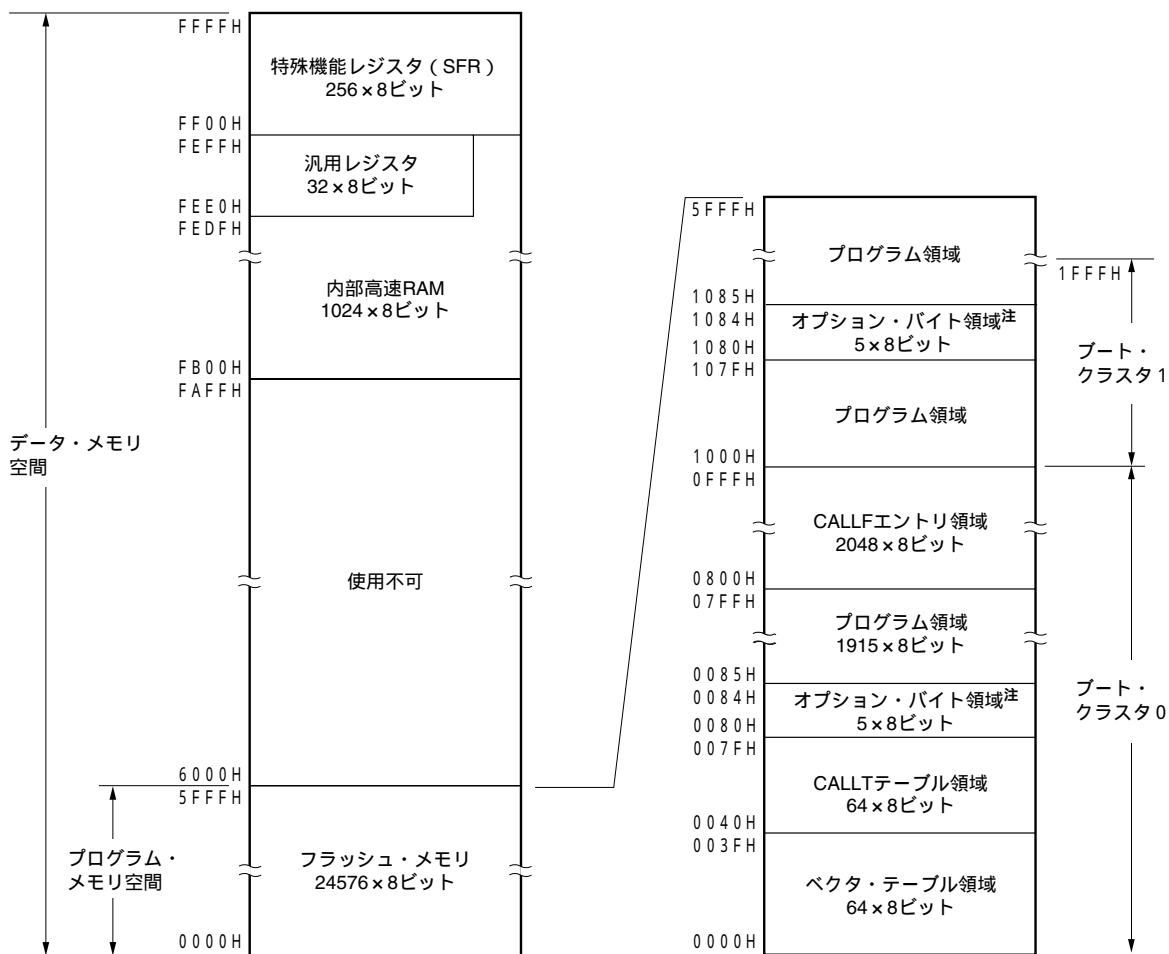 FFFFH
特殊機能レジスタ(SFR)
256×8ビット
FF00H
FEFFH
汎用レジスタ
32×8ビット
FEE0H
FEDFH
内部高速RAM
1024×8ビット
FB00H
FAFFH
データ・メモリ
空間
使用不可
6000H
5FFFH
プログラム・
メモリ空間
フラッシュ・メモリ
24576×8ビット
0000H
5FFFH
プログラム領域
1FFFH
1085H
1084H
オプション・バイト領域注
5×8ビット
1080H
107FH
ブート・
クラスタ1
プログラム領域
1000H
0FFFH
CALLFエントリ領域
2048×8ビット
0800H
07FFH
プログラム領域
1915×8ビット
0085H
0084H
オプション・バイト領域注
5×8ビット
0080H
007FH
ブート・
クラスタ0
CALLTテーブル領域
64×8ビット
0040H
003FH
ベクタ・テーブル領域
64×8ビット
0000H